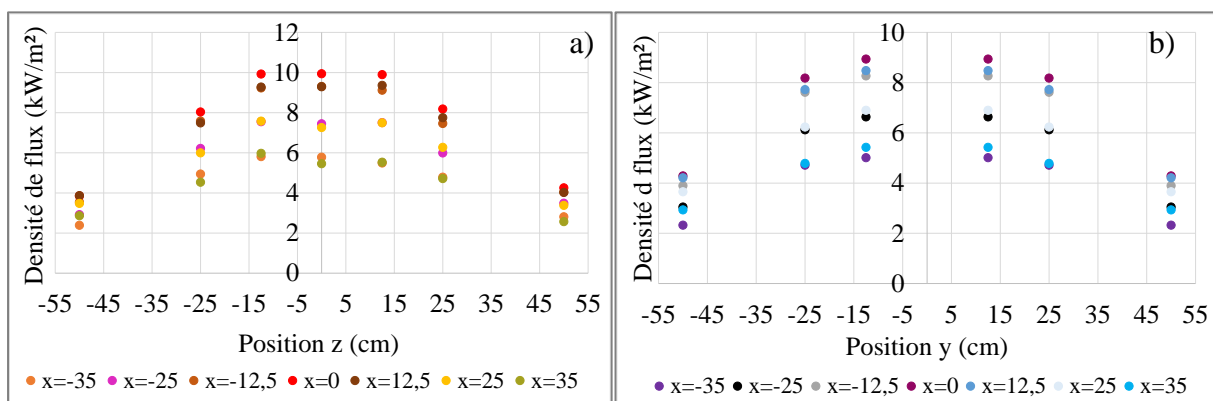 a)
Densité de flux (kW/m²)
12
10
8
6
4
2
0
-55 -45 -35 -25 -15 -5 5 15 25 35 45 55
Position z (cm)
x=-35 x=-25 x=-12,5 x=0 x=12,5 x=25 x=35
b)
Densité d flux (kW/m²)
10
8
6
4
2
0
-55 -45 -35 -25 -15 -5 5 15 25 35 45 55
Position y (cm)
x=-35 x=-25 x=-12,5 x=0 x=12,5 x=25 x=35